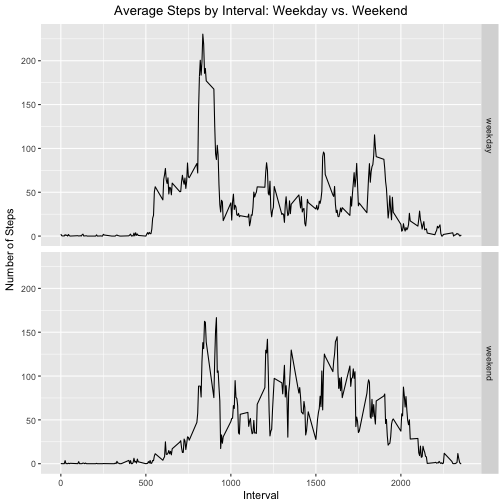 Average Steps by Interval: Weekday vs. Weekend
Number of Steps
200
150
100
50
0
weekday
200
150
100
50
0
weekend
0 500 1000 1500 2000
Interval